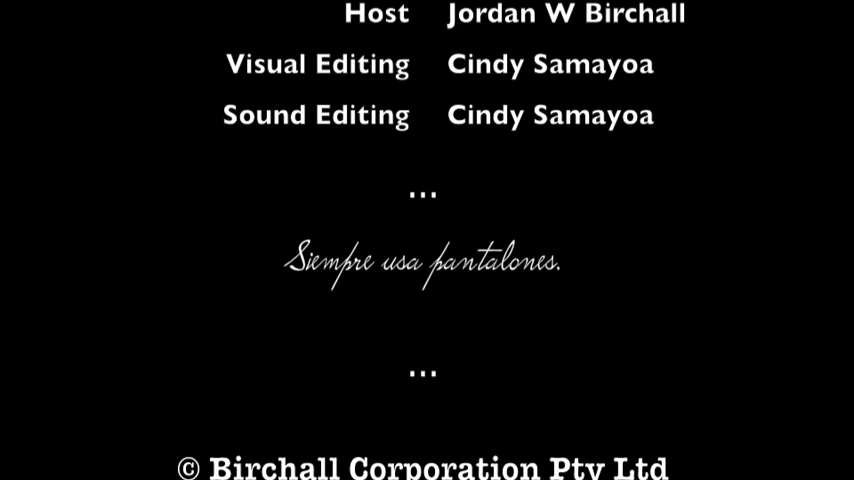 Host Jordan W Birchall
Visual Editing Cindy Samayoa
Sound Editing Cindy Samayoa
...
Siempre usa pantalones.
...
© Birchall Corporation Pty Ltd